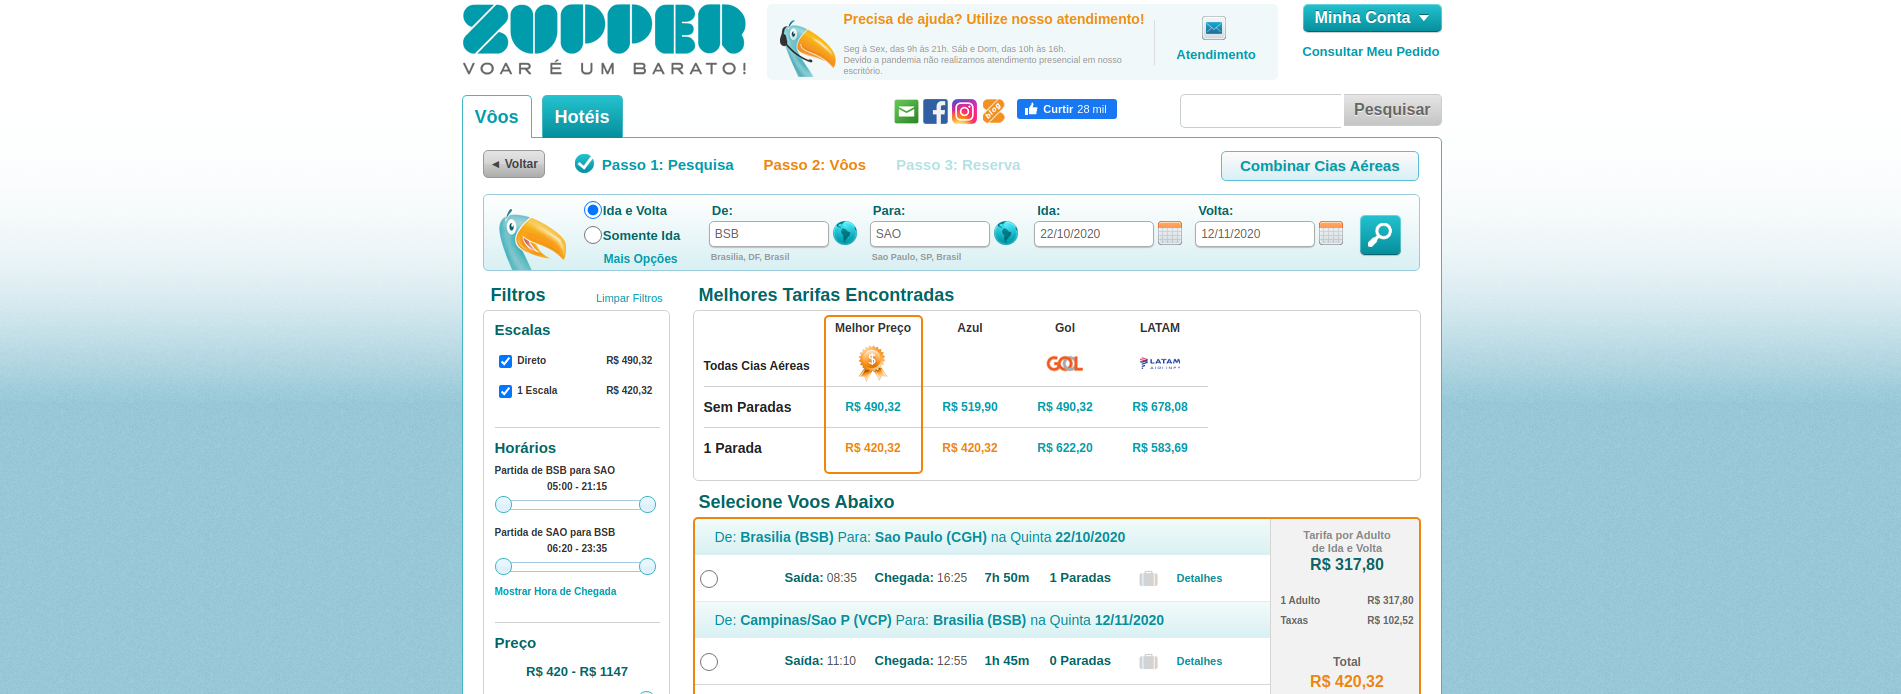 ZUPPER
VOAR É UM BARATO!
Precisa de ajuda? Utilize nosso atendimento!
Seg à Sex, das 9h às 21h. Sáb e Dom, das 10h às 16h.
Devido a pandemia não realizamos atendimento presencial em nosso
escritório.
Atendimento
Minha Conta
Consultar Meu Pedido
Vôos
Hotéis
blog
Curtir 28 mil
Pesquisar
◄ Voltar
Passo 1: Pesquisa
Passo 2: Vôos
Passo 3: Reserva
Combinar Cias Aéreas
Ida e Volta
Somente Ida
Mais Opções
De:
BSB
Brasilia, DF, Brasil
Para:
SAO
Sao Paulo, SP, Brasil
Ida:
22/10/2020
Volta:
12/11/2020
Filtros
Limpar Filtros
Escalas
Direto R$ 490,32
1 Escala R$ 420,32
Horários
Partida de BSB para SAO
05:00 - 21:15
Partida de SAO para BSB
06:20 - 23:35
Mostrar Hora de Chegada
Preço
R$ 420 - R$ 1147
Melhores Tarifas Encontradas
Melhor Preço Azul Gol LATAM
Todas Cias Aéreas $ GOL LATAM AIRLINES
Sem Paradas R$ 490,32 R$ 519,90 R$ 490,32 R$ 678,08
1 Parada R$ 420,32 R$ 420,32 R$ 622,20 R$ 583,69
Selecione Voos Abaixo
De: Brasilia (BSB) Para: Sao Paulo (CGH) na Quinta 22/10/2020
Saída: 08:35 Chegada: 16:25 7h 50m 1 Paradas Detalhes
De: Campinas/Sao P (VCP) Para: Brasilia (BSB) na Quinta 12/11/2020
Saída: 11:10 Chegada: 12:55 1h 45m 0 Paradas Detalhes
Tarifa por Adulto
de Ida e Volta
R$ 317,80
1 Adulto R$ 317,80
Taxas R$ 102,52
Total
R$ 420,32